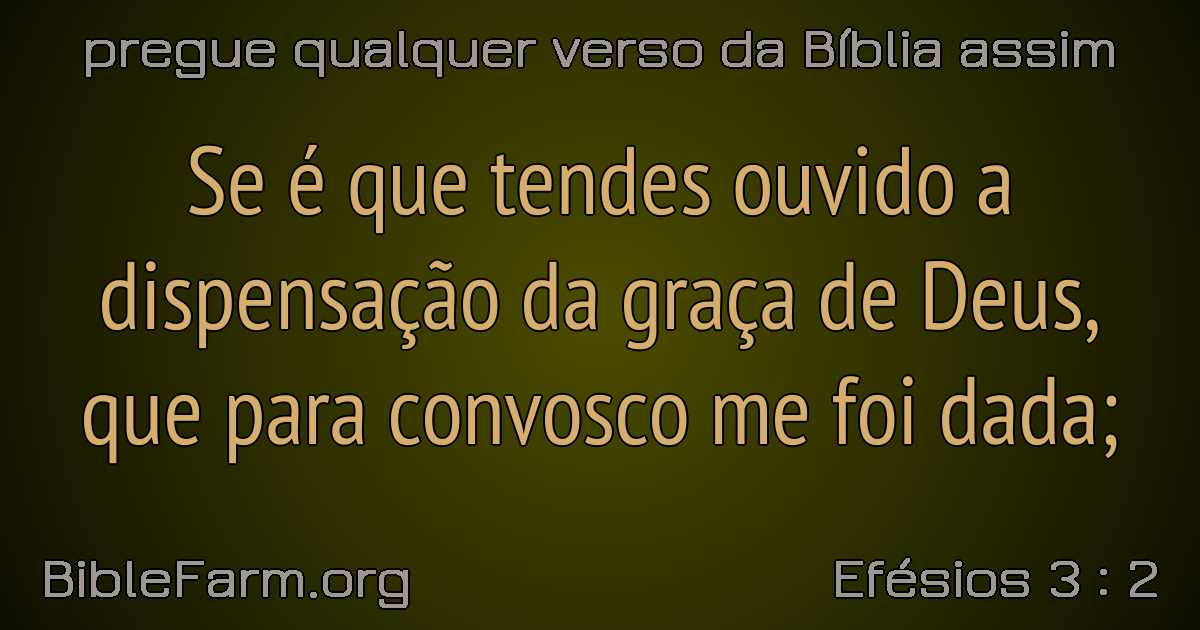 pregue qualquer verso da Bíblia assim
Se é que tendes ouvido a
dispensação da graça de Deus,
que para convosco me foi dada;
BibleFarm.org
Efésios 3 : 2